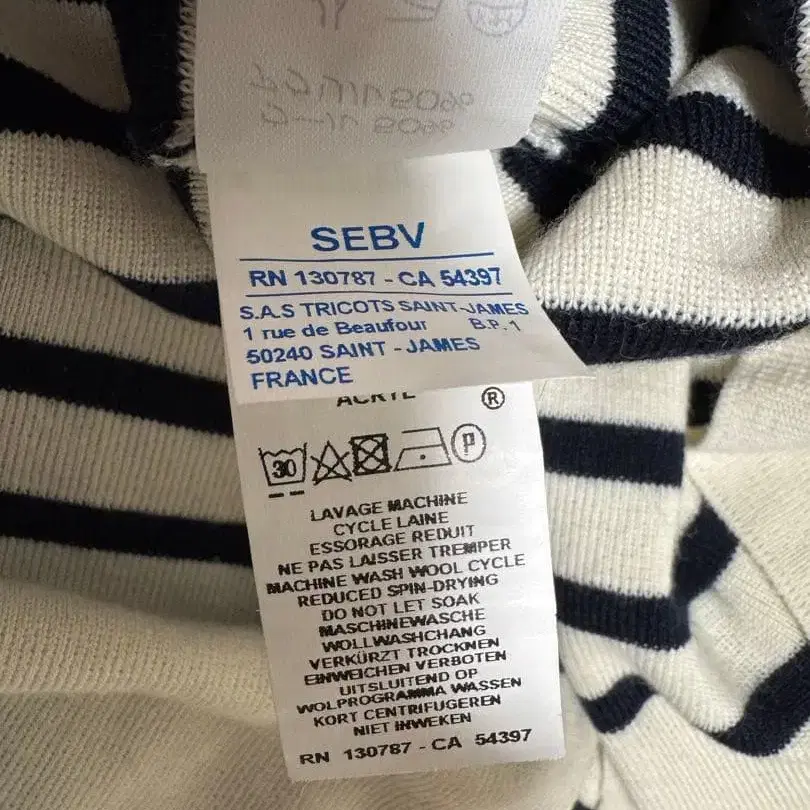 SEBV
RN 130787 - CA 54397
S.A.S TRICOTS SAINT-JAMES
1 rue de Beaufour B.P. 1
50240 SAINT - JAMES
FRANCE
®
30
P
LAVAGE MACHINE
CYCLE LAINE
ESSORAGE REDUIT
NE PAS LAISSER TREMPER
MACHINE WASH WOOL CYCLE
REDUCED SPIN-DRYING
DO NOT LET SOAK
MASCHINEWASCHE
WOLLWASHCHANG
VERKÜRZT TROCKNEN
EINWEICHEN VERBOTEN
UITSLUITEND OP
WOLPROGRAMMA WASSEN
KORT CENTRIFUGEREN
NIET INWEKEN
RN 130787 - CA 54397